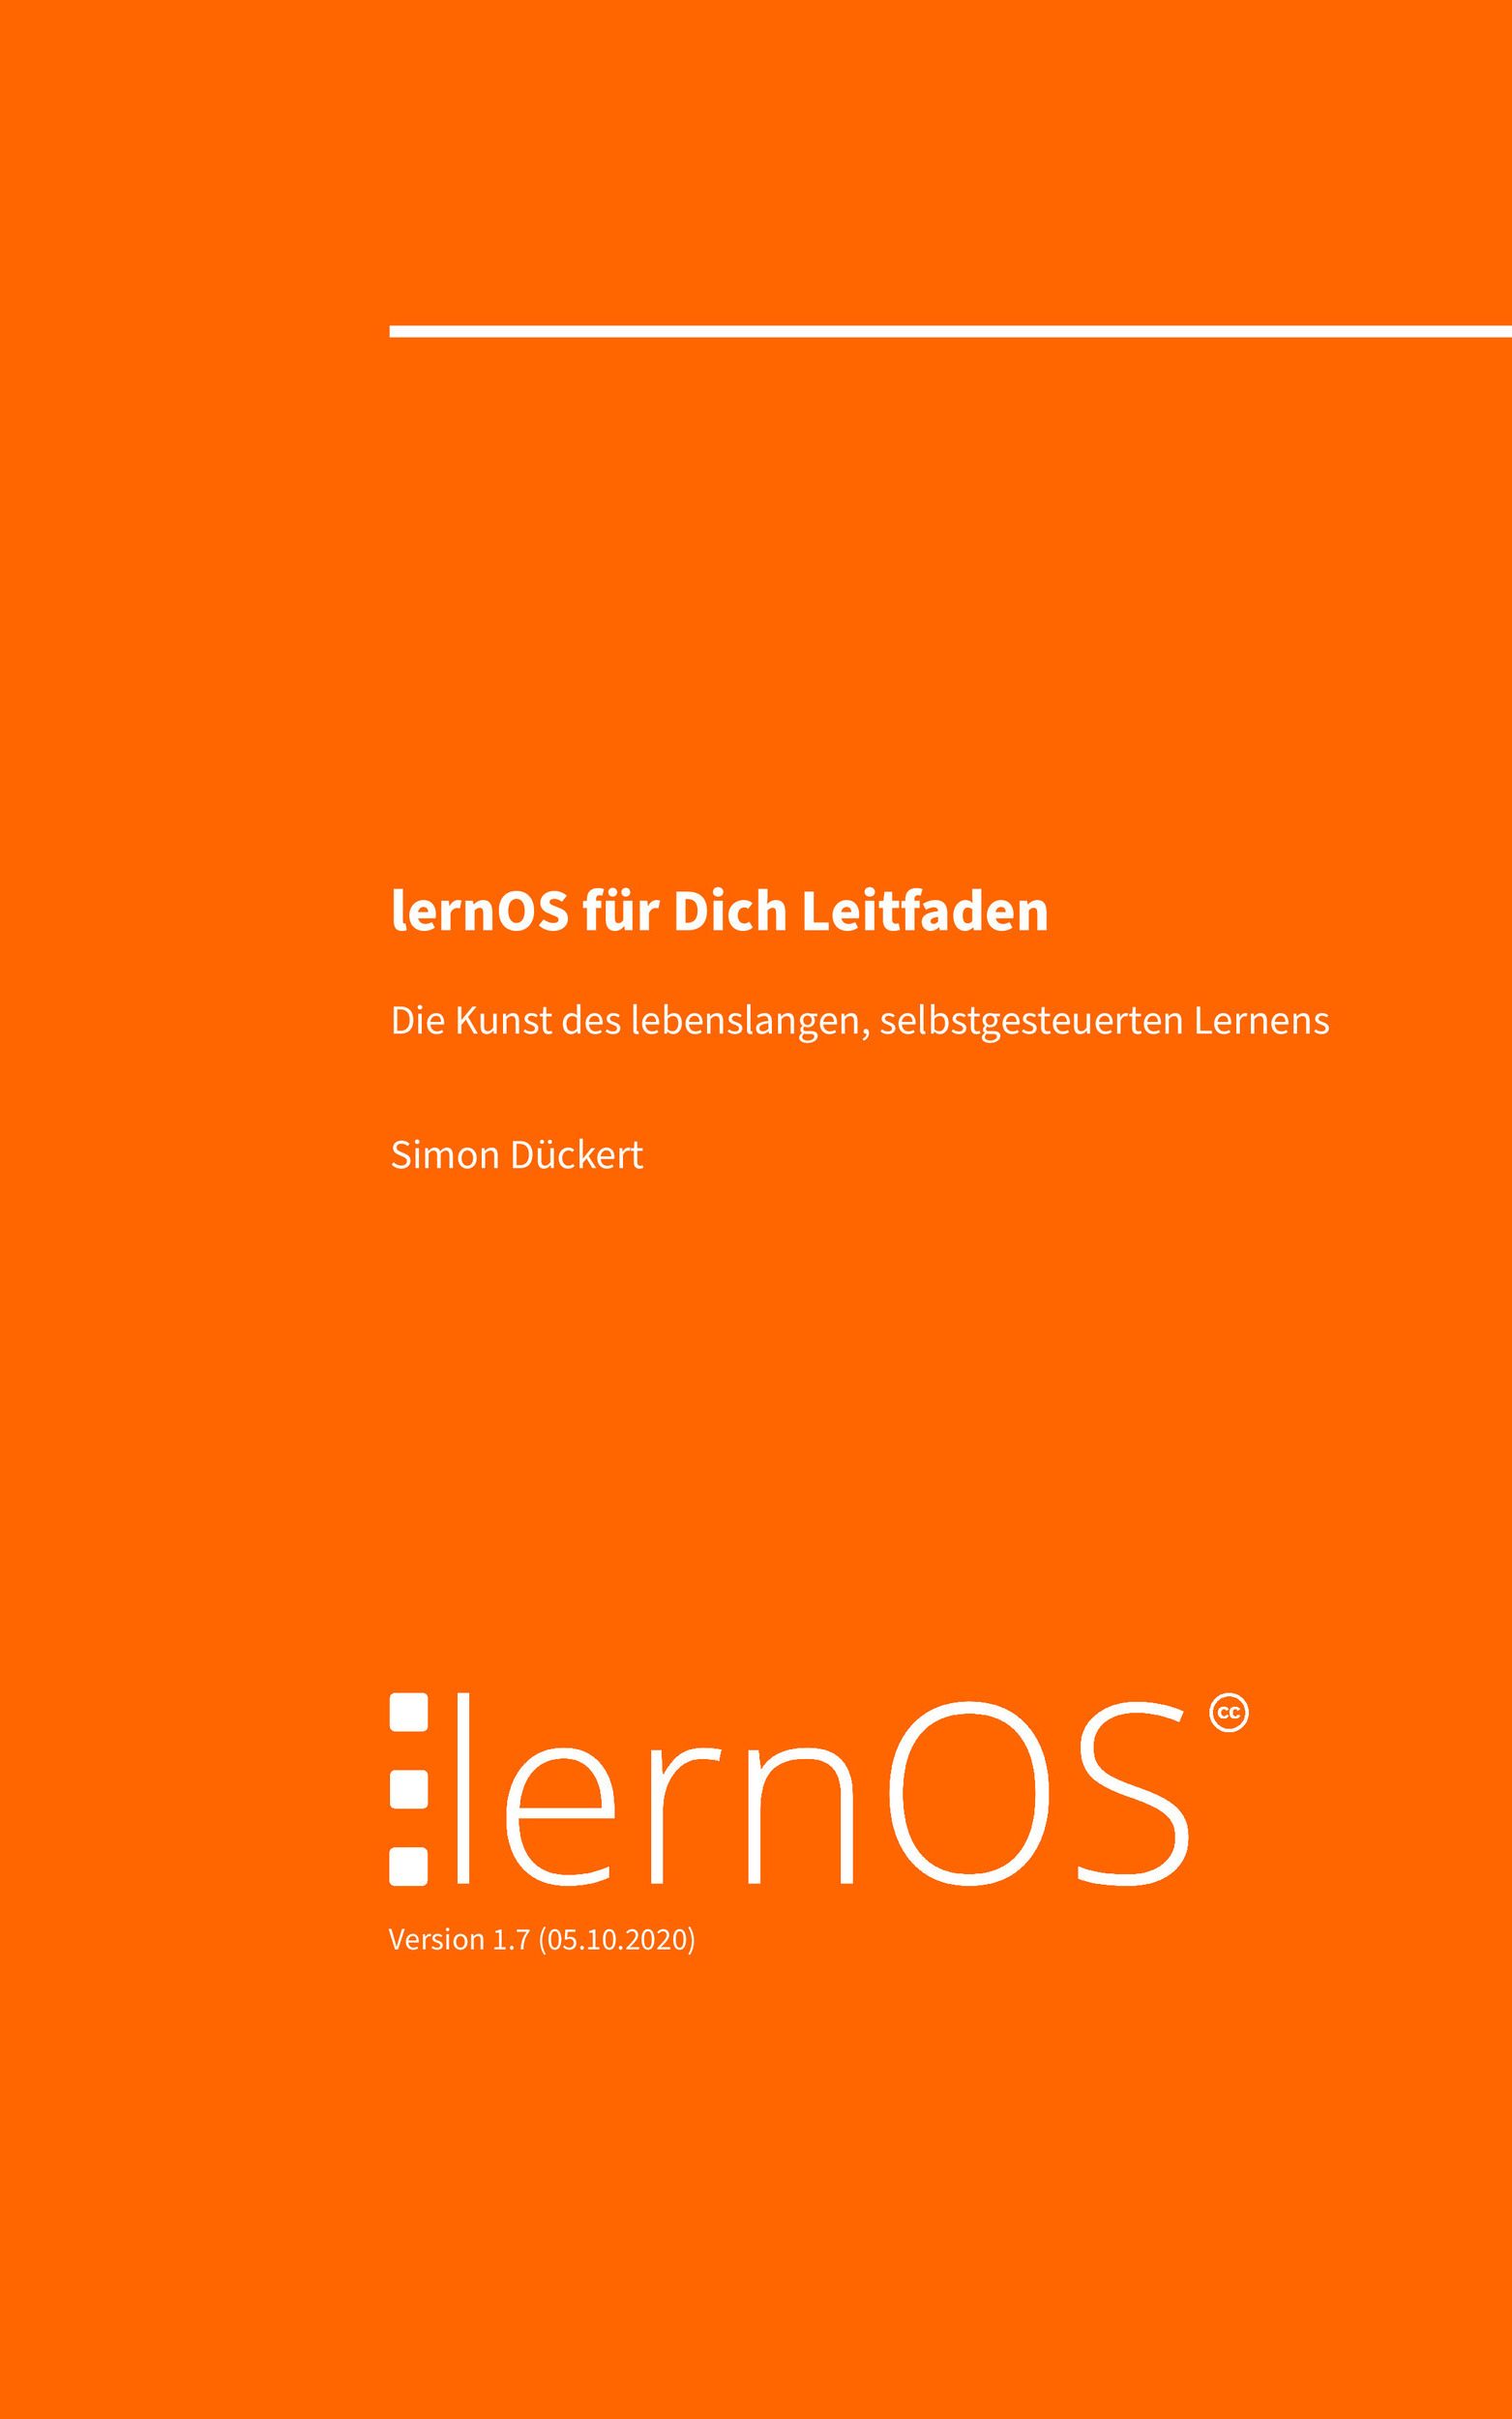 lernOS für Dich Leitfaden
Die Kunst des lebenslangen, selbstgesteuerten Lernens
Simon Dückert
lernOS cc
Version 1.7 (05.10.2020)